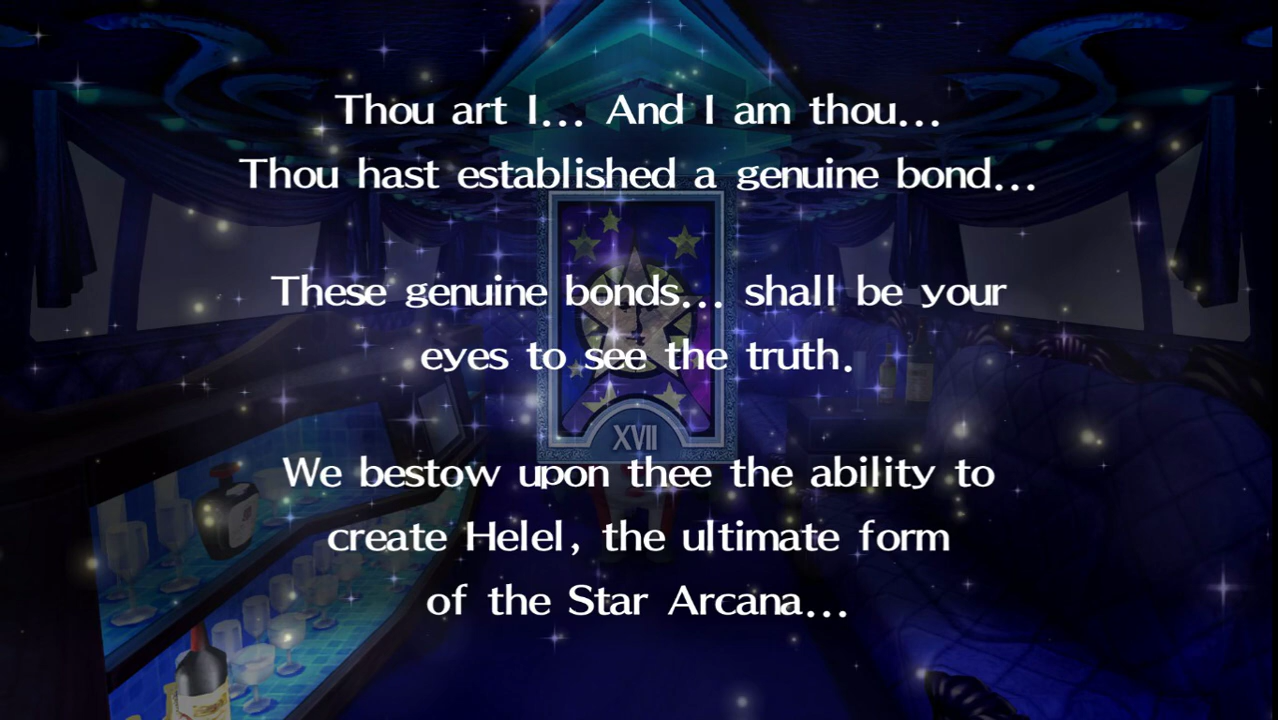 Thou art I... And I am thou...
Thou hast established a genuine bond...
These genuine bonds... shall be your
eyes to see the truth.
XVII
We bestow upon thee the ability to
create Helel, the ultimate form
of the Star Arcana...